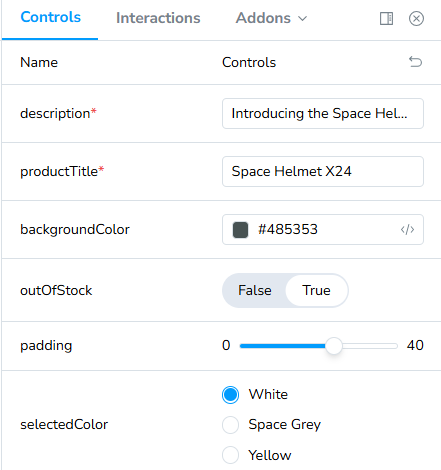 Controls Interactions Addons
Name Controls
description* Introducing the Space Hel...
productTitle* Space Helmet X24
backgroundColor #485353 </>
outOfStock False True
padding 0 40
White
selectedColor Space Grey
Yellow